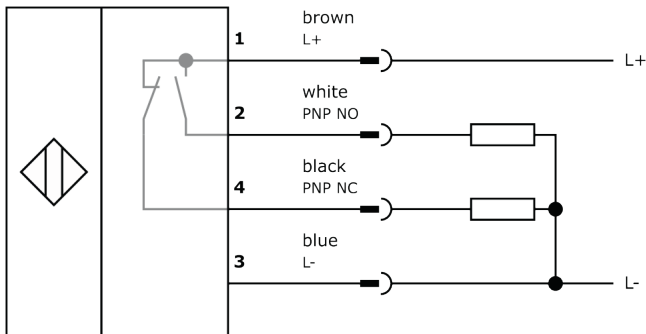 brown
1 L+ L+
white
2 PNP NO
black
4 PNP NC
blue
3 L- L-